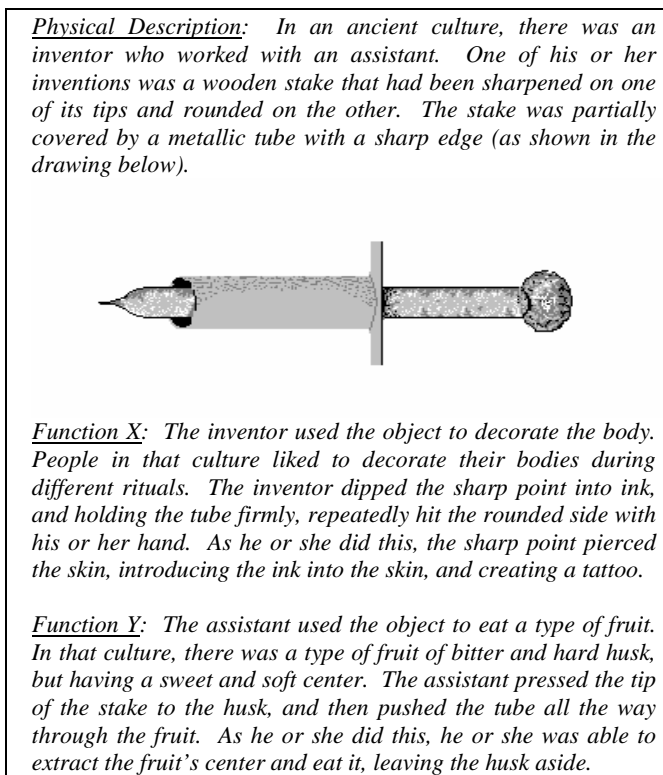 Physical Description: In an ancient culture, there was an
inventor who worked with an assistant. One of his or her
inventions was a wooden stake that had been sharpened on one
of its tips and rounded on the other. The stake was partially
covered by a metallic tube with a sharp edge (as shown in the
drawing below).
Function X: The inventor used the object to decorate the body.
People in that culture liked to decorate their bodies during
different rituals. The inventor dipped the sharp point into ink,
and holding the tube firmly, repeatedly hit the rounded side with
his or her hand. As he or she did this, the sharp point pierced
the skin, introducing the ink into the skin, and creating a tattoo.
Function Y: The assistant used the object to eat a type of fruit.
In that culture, there was a type of fruit of bitter and hard husk,
but having a sweet and soft center. The assistant pressed the tip
of the stake to the husk, and then pushed the tube all the way
through the fruit. As he or she did this, he or she was able to
extract the fruit's center and eat it, leaving the husk aside.